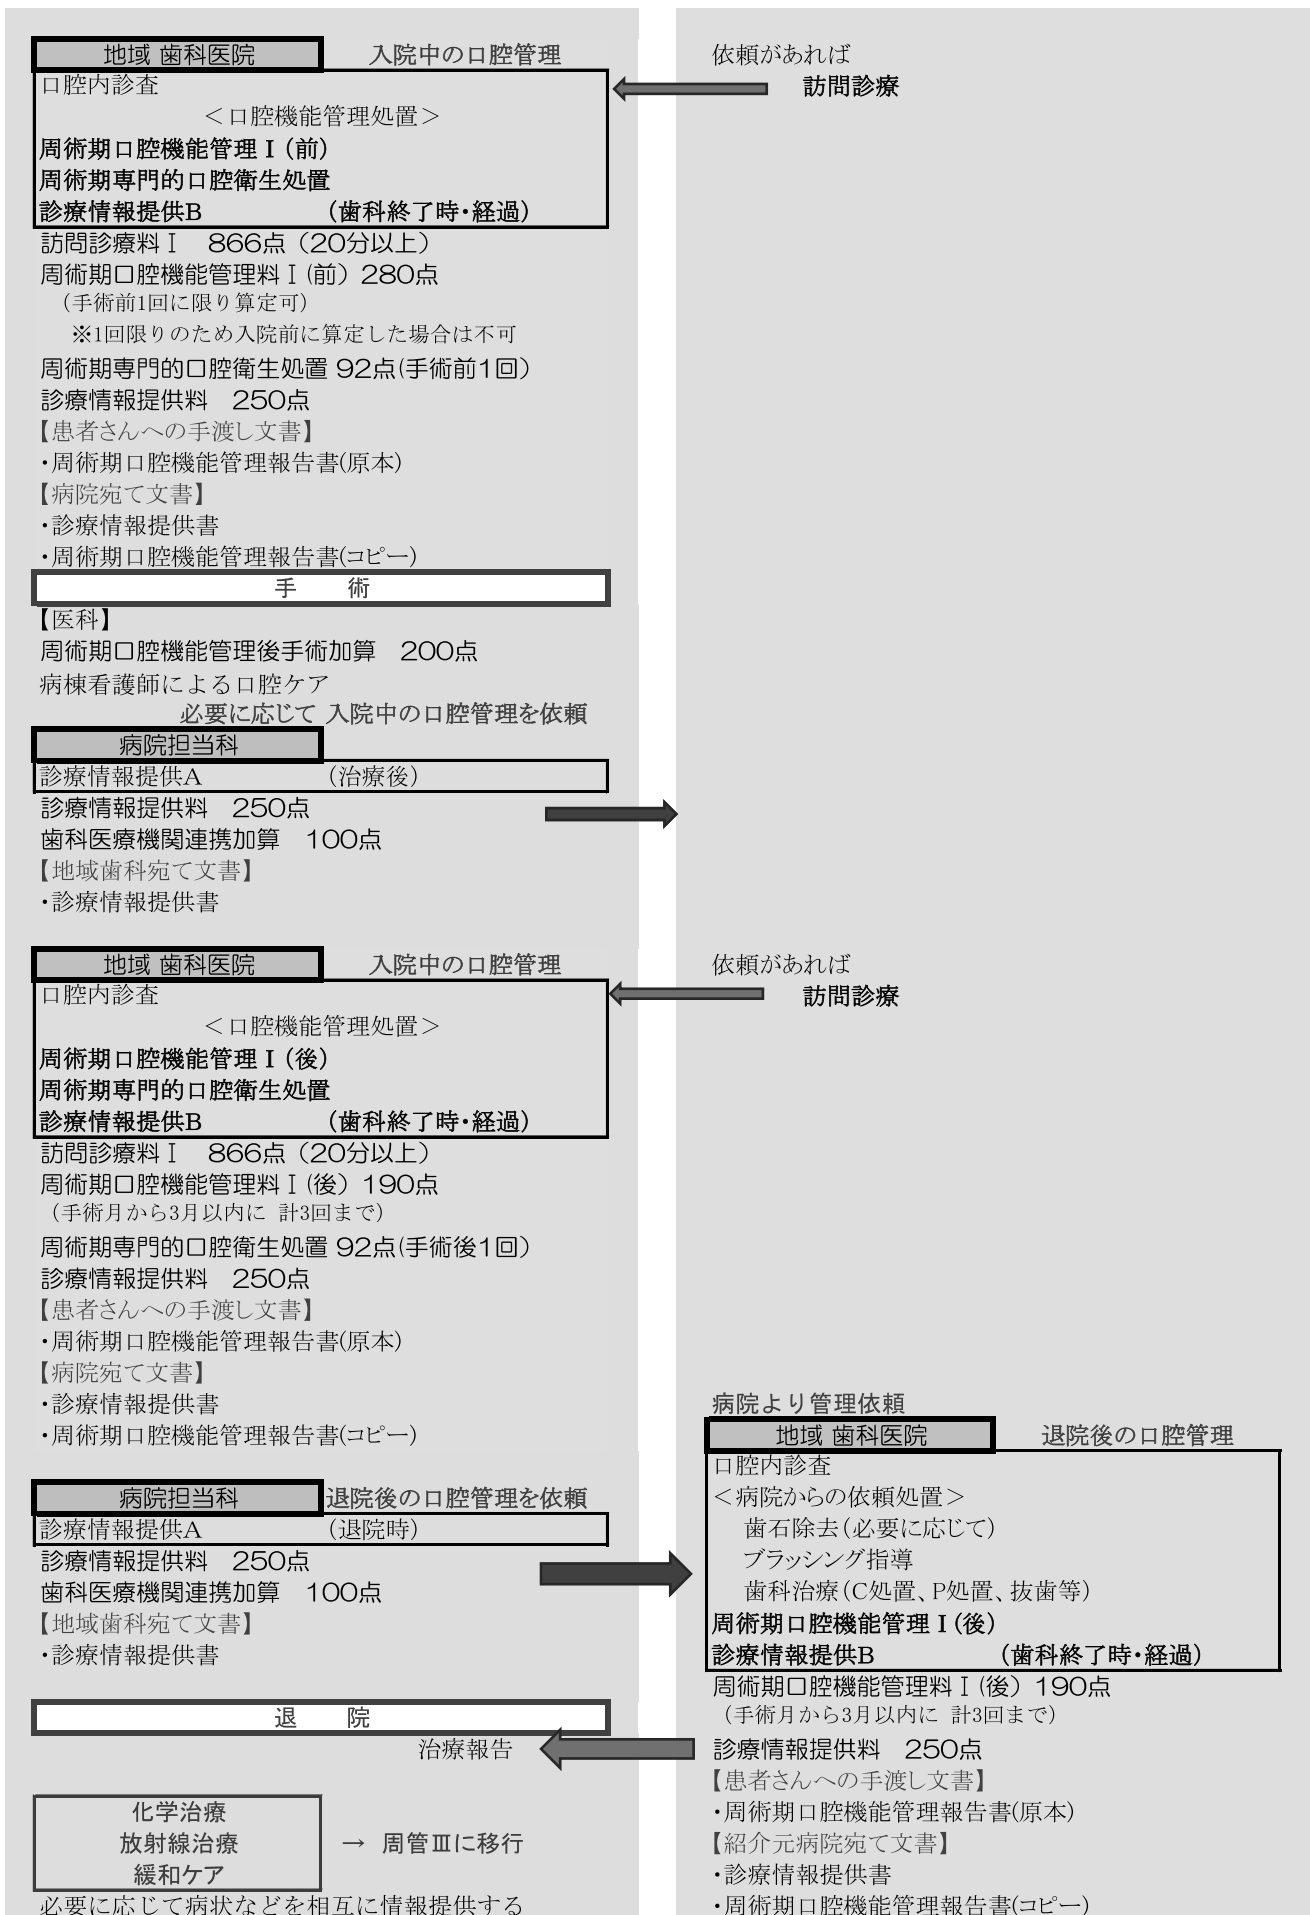 地域 歯科医院　入院中の口腔管理
口腔内診査
＜口腔機能管理処置＞
周術期口腔機能管理Ⅰ(前)
周術期専門的口腔衛生処置
診療情報提供B　（歯科終了時・経過）
訪問診療料Ⅰ　866点（20分以上）
周術期口腔機能管理料Ⅰ(前）280点
（手術前1回に限り算定可）
※1回限りのため入院前に算定した場合は不可
周術期専門的口腔衛生処置 92点(手術前1回）
診療情報提供料　250点
【患者さんへの手渡し文書】
・周術期口腔機能管理報告書(原本)
【病院宛て文書】
・診療情報提供書
・周術期口腔機能管理報告書(コピー)
手　術
【医科】
周術期口腔機能管理後手術加算　200点
病棟看護師による口腔ケア
必要に応じて 入院中の口腔管理を依頼
病院担当科
診療情報提供A　（治療後）
診療情報提供料　250点
歯科医療機関連携加算　100点
【地域歯科宛て文書】
・診療情報提供書
地域 歯科医院　入院中の口腔管理
口腔内診査
＜口腔機能管理処置＞
周術期口腔機能管理Ⅰ(後)
周術期専門的口腔衛生処置
診療情報提供B　（歯科終了時・経過）
訪問診療料Ⅰ　866点（20分以上）
周術期口腔機能管理料Ⅰ(後）190点
（手術月から3月以内に 計3回まで）
周術期専門的口腔衛生処置 92点(手術後1回）
診療情報提供料　250点
【患者さんへの手渡し文書】
・周術期口腔機能管理報告書(原本)
【病院宛て文書】
・診療情報提供書
・周術期口腔機能管理報告書(コピー)
病院担当科　退院後の口腔管理を依頼
診療情報提供A　（退院時）
診療情報提供料　250点
歯科医療機関連携加算　100点
【地域歯科宛て文書】
・診療情報提供書
退　院
治療報告
化学治療
放射線治療
緩和ケア
→ 周管Ⅲに移行
必要に応じて病状などを相互に情報提供する
依頼があれば
訪問診療
依頼があれば
訪問診療
病院より管理依頼
地域 歯科医院　退院後の口腔管理
口腔内診査
＜病院からの依頼処置＞
歯石除去(必要に応じて)
ブラッシング指導
歯科治療(C処置、P処置、抜歯等)
周術期口腔機能管理Ⅰ(後)
診療情報提供B　（歯科終了時・経過）
周術期口腔機能管理料Ⅰ(後）190点
（手術月から3月以内に 計3回まで）
診療情報提供料　250点
【患者さんへの手渡し文書】
・周術期口腔機能管理報告書(原本)
【紹介元病院宛て文書】
・診療情報提供書
・周術期口腔機能管理報告書(コピー)